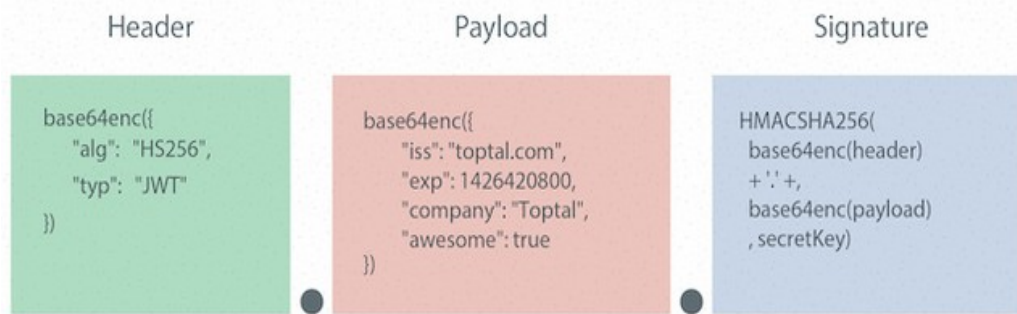 Header
Payload
Signature
base64enc({
"alg": "HS256",
"typ": "JWT"
})
base64enc({
"iss": "toptal.com",
"exp": 1426420800,
"company": "Toptal",
"awesome": true
})
HMACSHA256(
base64enc(header)
+ '.' +,
base64enc(payload)
, secretKey)